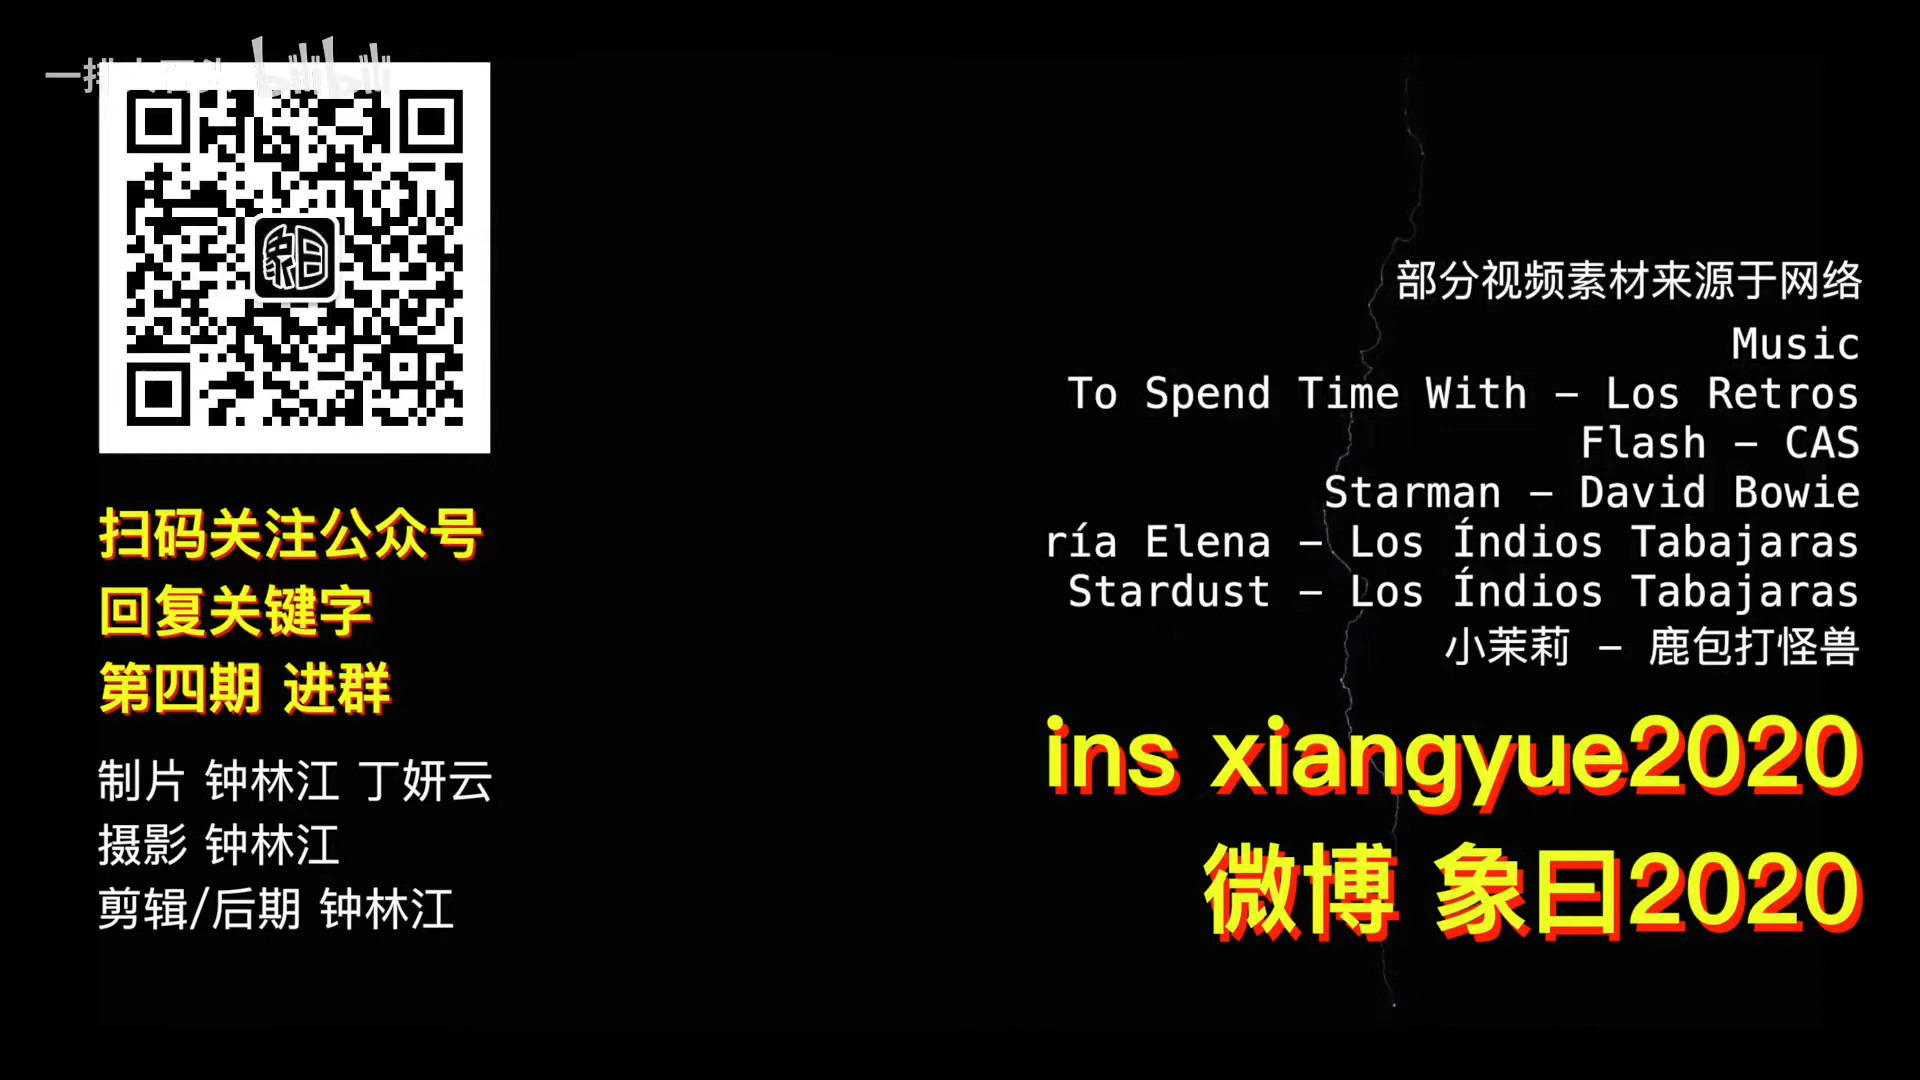 bilibili
象曰
扫码关注公众号
回复关键字
第四期 进群
制片 钟林江 丁妍云
摄影 钟林江
剪辑/后期 钟林江
部分视频素材来源于网络
Music
To Spend Time With – Los Retros
Flash – CAS
Starman – David Bowie
ría Elena – Los Índios Tabajaras
Stardust – Los Índios Tabajaras
小茉莉 – 鹿包打怪兽
ins xiangyue2020
微博 象曰2020